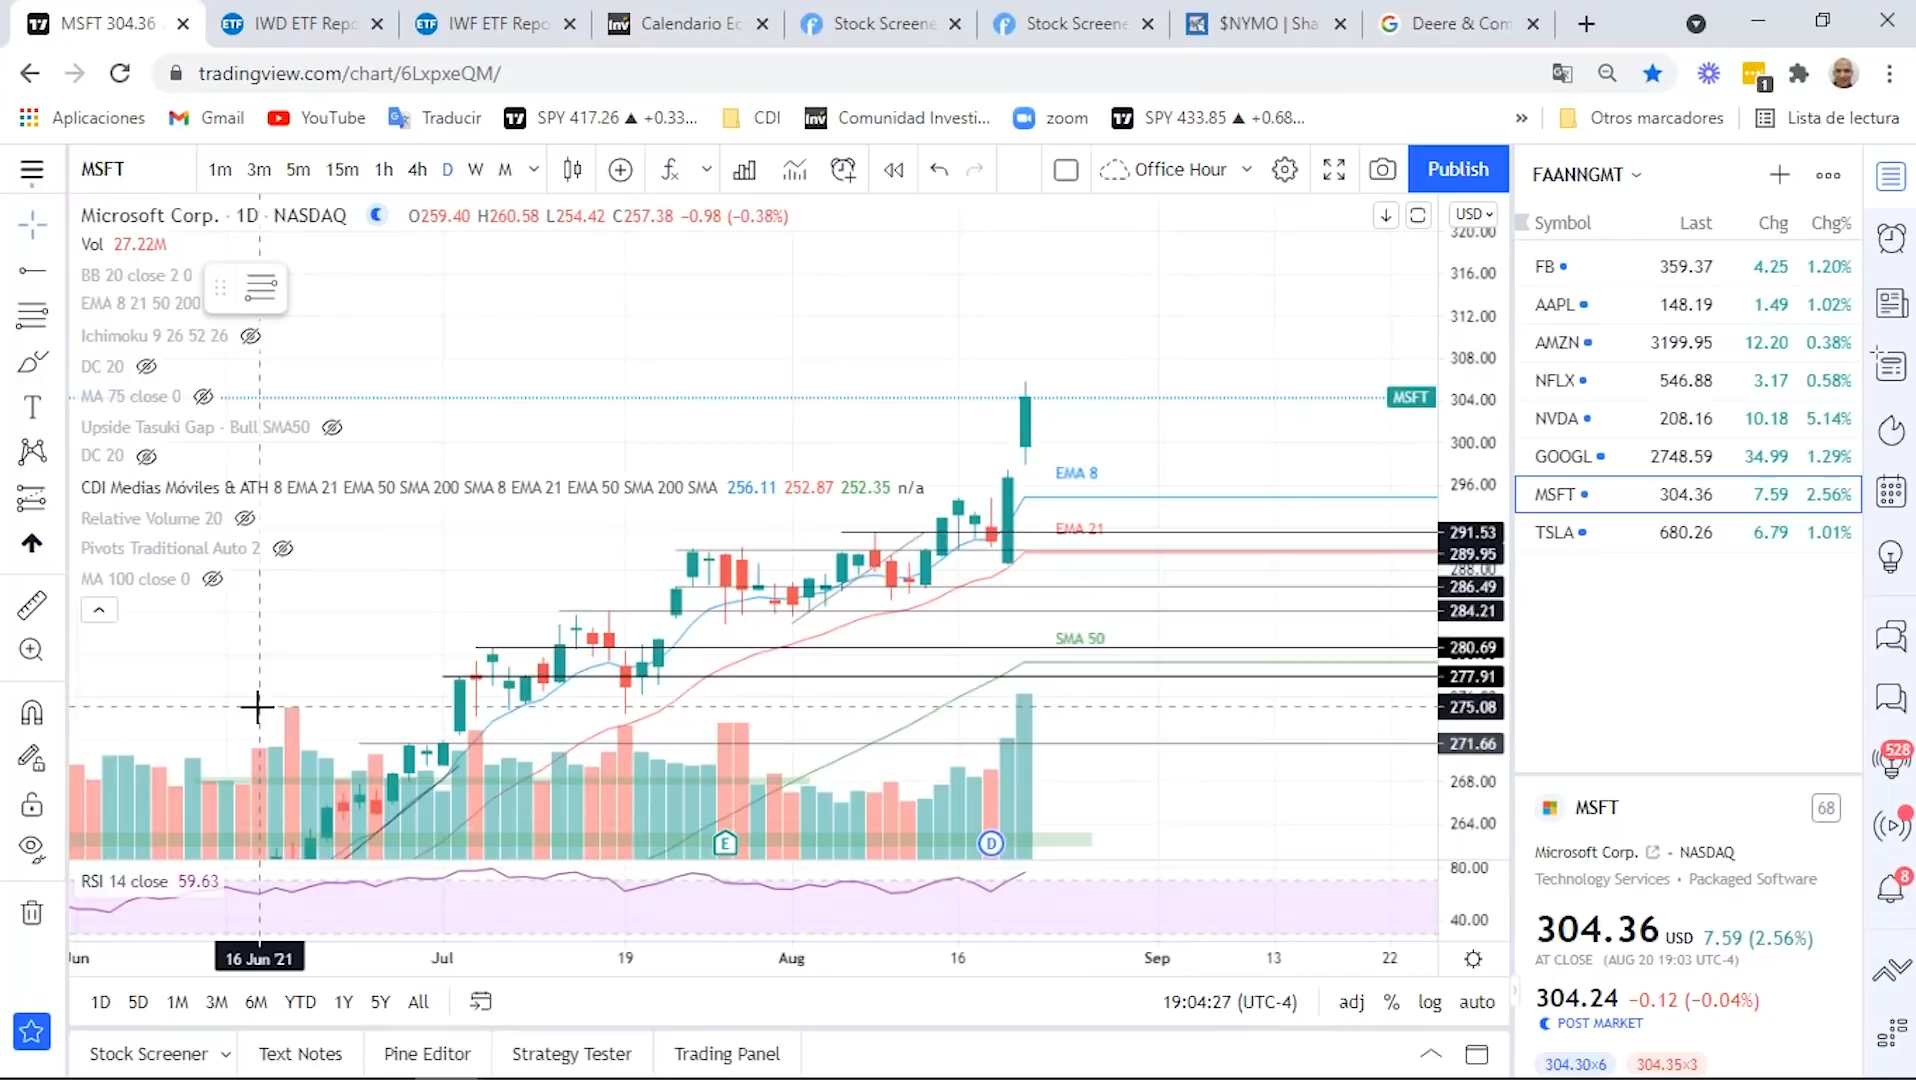 MSFT 304.36
IWD ETF Repo
IWF ETF Repo
Calendario Ec
Stock Screene
Stock Screene
$NYMO | Sha
Deere & Com
tradingview.com/chart/6LxpxeQM/
1
Aplicaciones
Gmail
YouTube
Traducir
SPY 417.26 ▲ +0.33...
CDI
Comunidad Investi...
zoom
SPY 433.85 ▲ +0.68...
»
Otros marcadores
Lista de lectura
MSFT
1m 3m 5m 15m 1h 4h D W M
Office Hour
Publish
Microsoft Corp. · 1D · NASDAQ
O259.40 H260.58 L254.42 C257.38 −0.98 (−0.38%)
USD
Vol 27.22M
BB 20 close 2 0
EMA 8 21 50 200
Ichimoku 9 26 52 26
DC 20
MA 75 close 0
Upside Tasuki Gap - Bull SMA50
DC 20
CDI Medias Móviles & ATH 8 EMA 21 EMA 50 SMA 200 SMA 8 EMA 21 EMA 50 SMA 200 SMA 256.11 252.87 252.35 n/a
Relative Volume 20
Pivots Traditional Auto 2
MA 100 close 0
EMA 8
EMA 21
SMA 50
MSFT
320.00
316.00
312.00
308.00
304.00
300.00
296.00
291.53
289.95
288.00
286.49
284.21
280.69
277.91
275.08
271.66
268.00
264.00
E
D
RSI 14 close 59.63
80.00
40.00
Jun
16 Jun '21
Jul
19
Aug
16
Sep
13
22
1D 5D 1M 3M 6M YTD 1Y 5Y All
19:04:27 (UTC-4)
adj % log auto
Stock Screener
Text Notes
Pine Editor
Strategy Tester
Trading Panel
FAANNGMT
Symbol Last Chg Chg%
FB 359.37 4.25 1.20%
AAPL 148.19 1.49 1.02%
AMZN 3199.95 12.20 0.38%
NFLX 546.88 3.17 0.58%
NVDA 208.16 10.18 5.14%
GOOGL 2748.59 34.99 1.29%
MSFT 304.36 7.59 2.56%
TSLA 680.26 6.79 1.01%
MSFT
68
Microsoft Corp. - NASDAQ
Technology Services • Packaged Software
304.36 USD 7.59 (2.56%)
AT CLOSE (AUG 20 19:03 UTC-4)
304.24 −0.12 (−0.04%)
POST MARKET
304.30×6
304.35×3
528
8